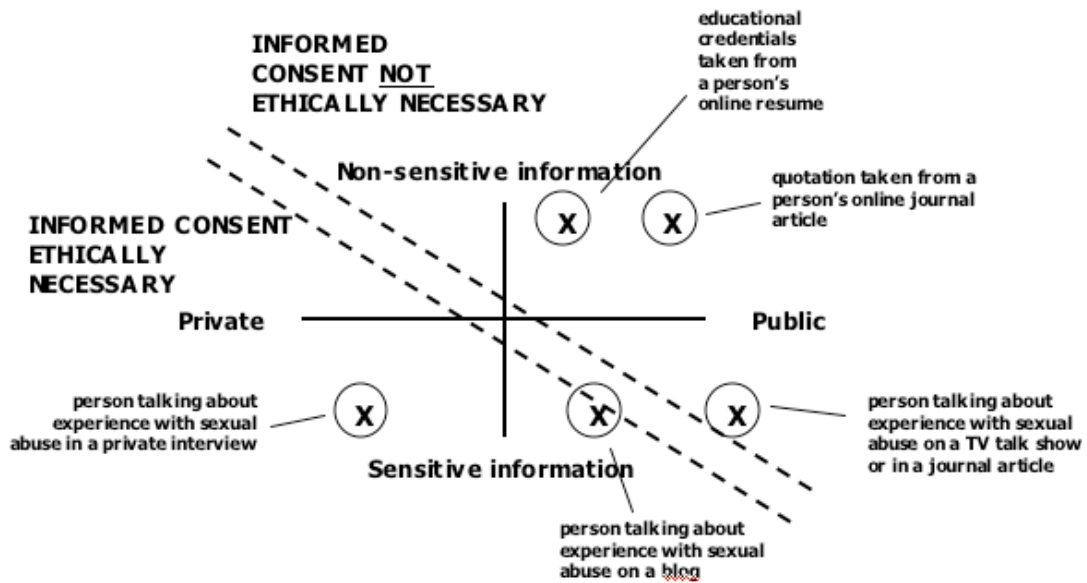 educational
credentials
taken from
a person's
online resume
INFORMED
CONSENT NOT
ETHICALLY NECESSARY
Non-sensitive information
quotation taken from a
person's online journal
article
X
X
INFORMED CONSENT
ETHICALLY
NECESSARY
Private
Public
person talking about
experience with sexual
abuse in a private interview
X
X
X
person talking about
experience with sexual
abuse on a TV talk show
or in a journal article
Sensitive information
person talking about
experience with sexual
abuse on a blog